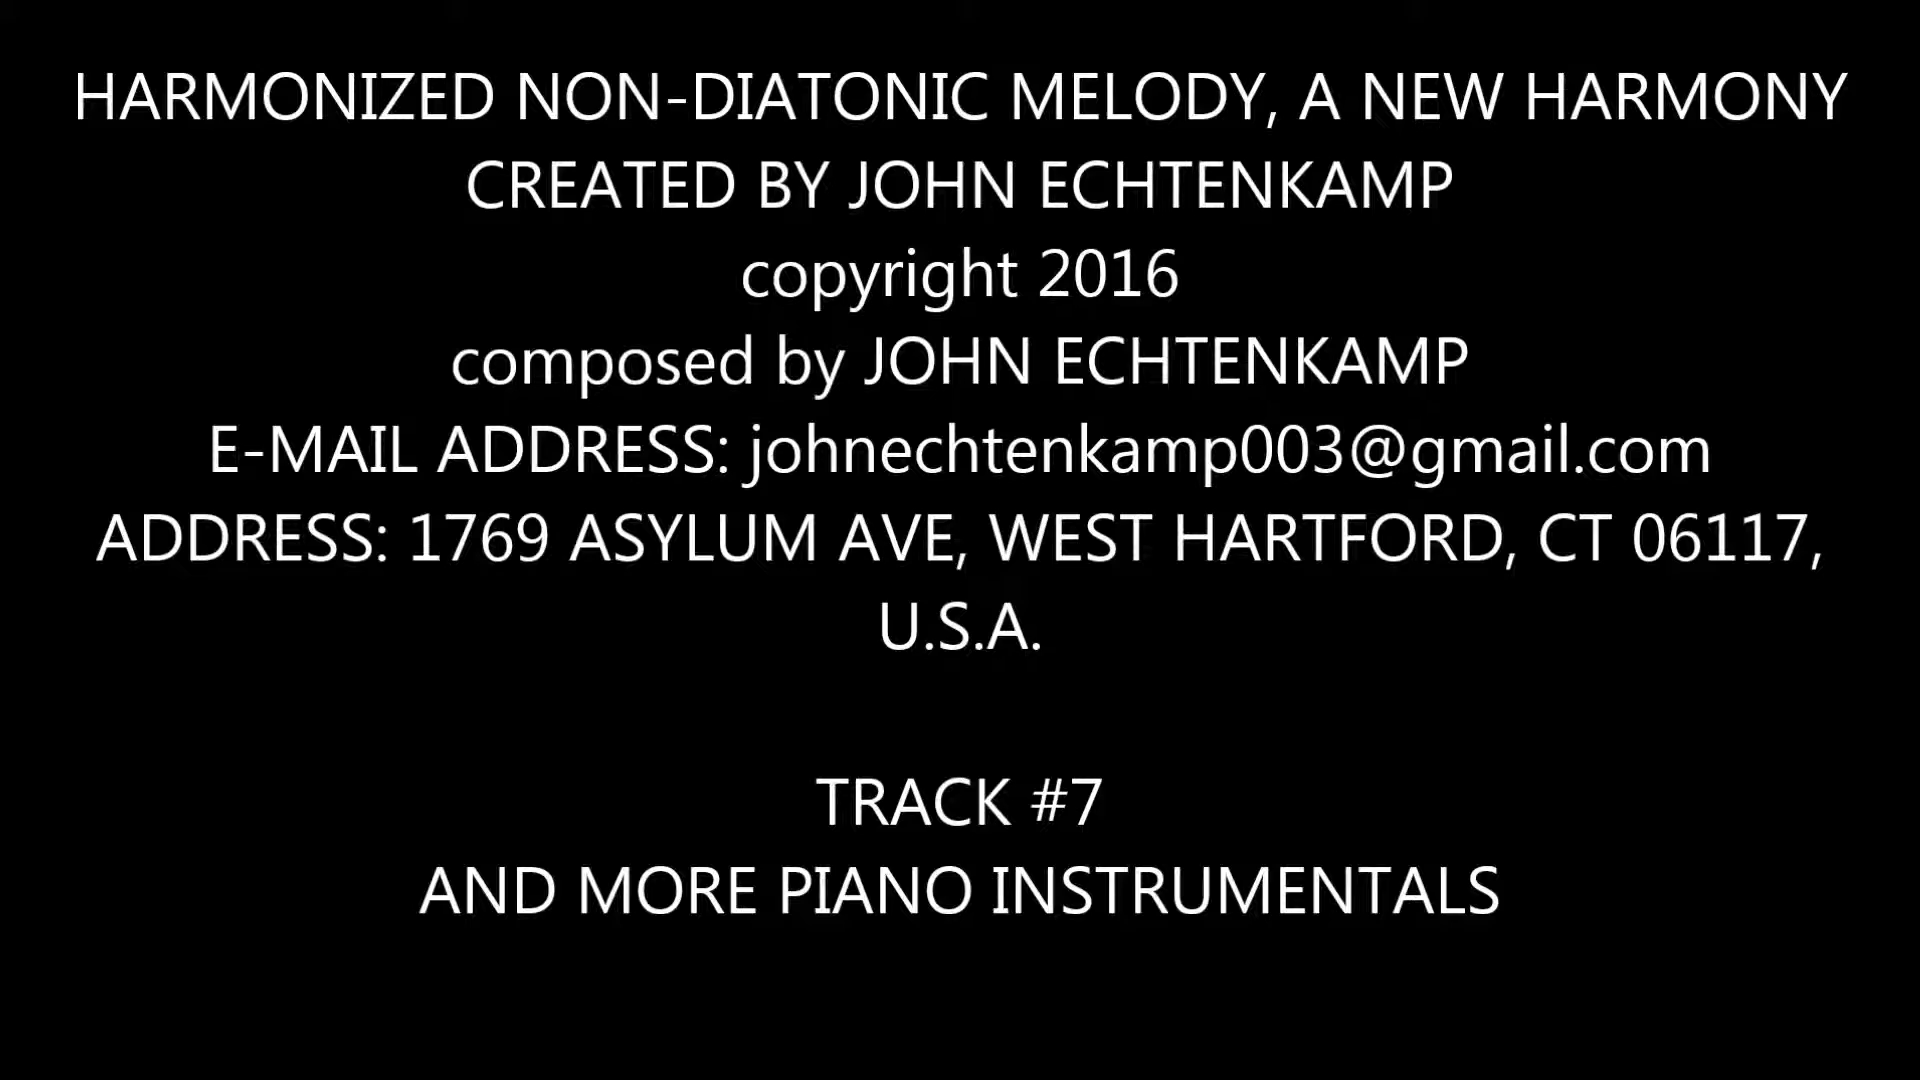 HARMONIZED NON-DIATONIC MELODY, A NEW HARMONY
CREATED BY JOHN ECHTENKAMP
copyright 2016
composed by JOHN ECHTENKAMP
E-MAIL ADDRESS: johnechtenkamp003@gmail.com
ADDRESS: 1769 ASYLUM AVE, WEST HARTFORD, CT 06117,
U.S.A.
TRACK #7
AND MORE PIANO INSTRUMENTALS